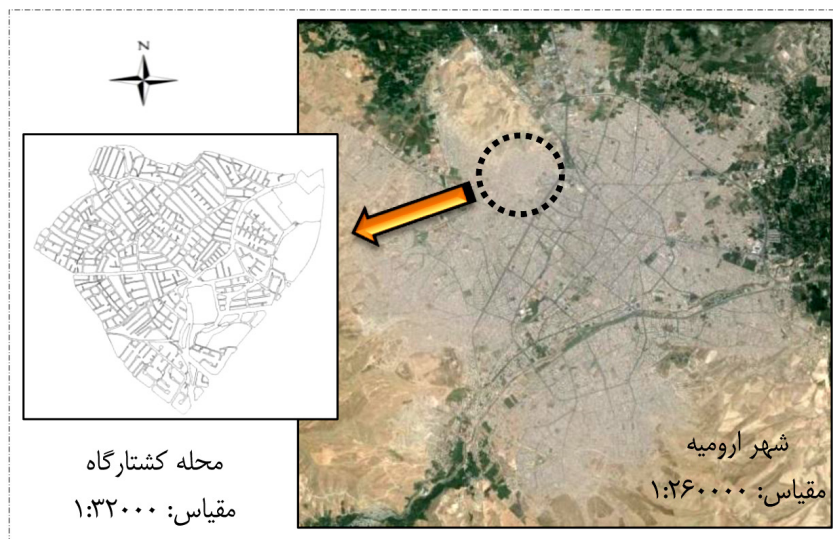 N
شهر ارومیه
مقیاس: ۱:۲۶۰۰۰۰
محله کشتارگاه
مقیاس: ۱:۳۲۰۰۰